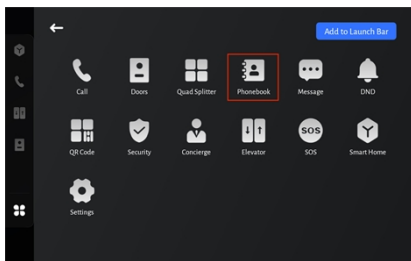 Add to Launch Bar
Call
Doors
Quad Splitter
Phonebook
Message
DND
QR Code
Security
Concierge
Elevator
SOS
SOS
Smart Home
Settings